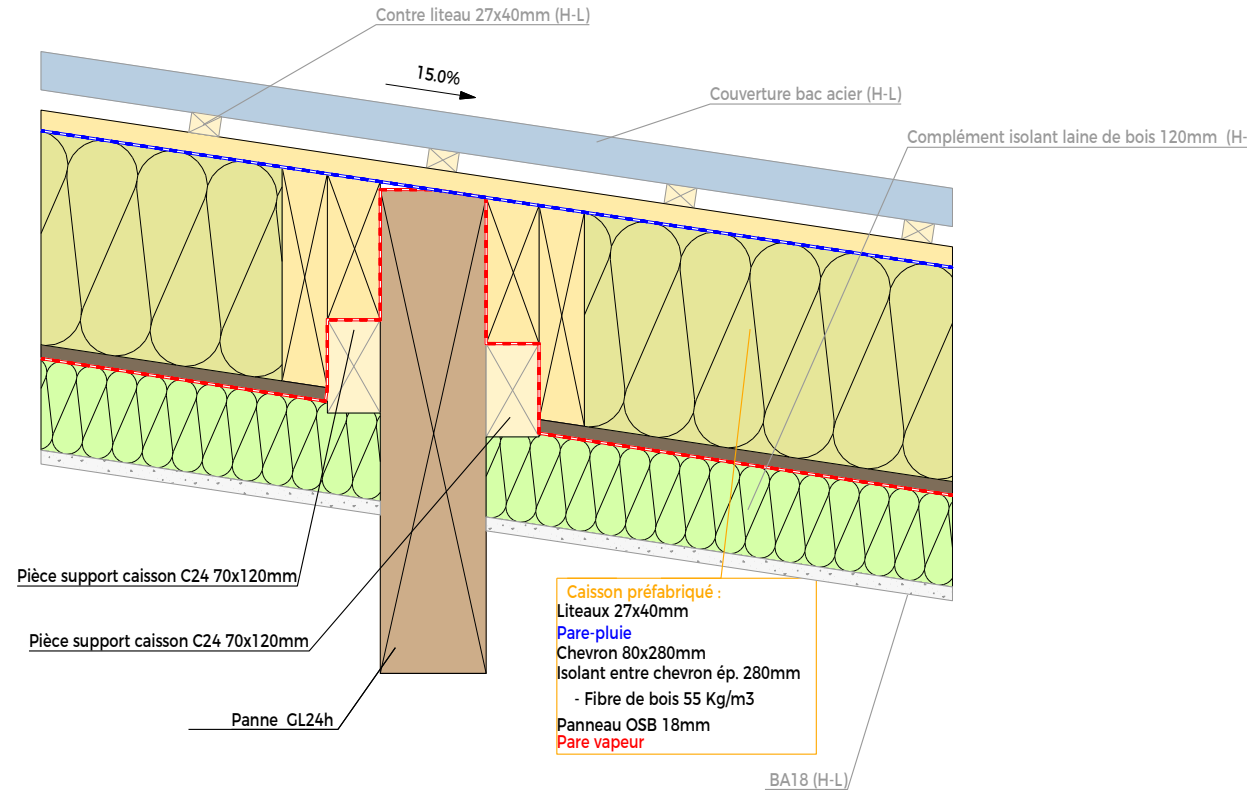 Contre liteau 27x40mm (H-L)
15.0%
Couverture bac acier (H-L)
Complément isolant laine de bois 120mm (H-
Pièce support caisson C24 70x120mm
Pièce support caisson C24 70x120mm
Panne GL24h
Caisson préfabriqué :
Liteaux 27x40mm
Pare-pluie
Chevron 80x280mm
Isolant entre chevron ép. 280mm
- Fibre de bois 55 Kg/m3
Panneau OSB 18mm
Pare vapeur
BA18 (H-L)